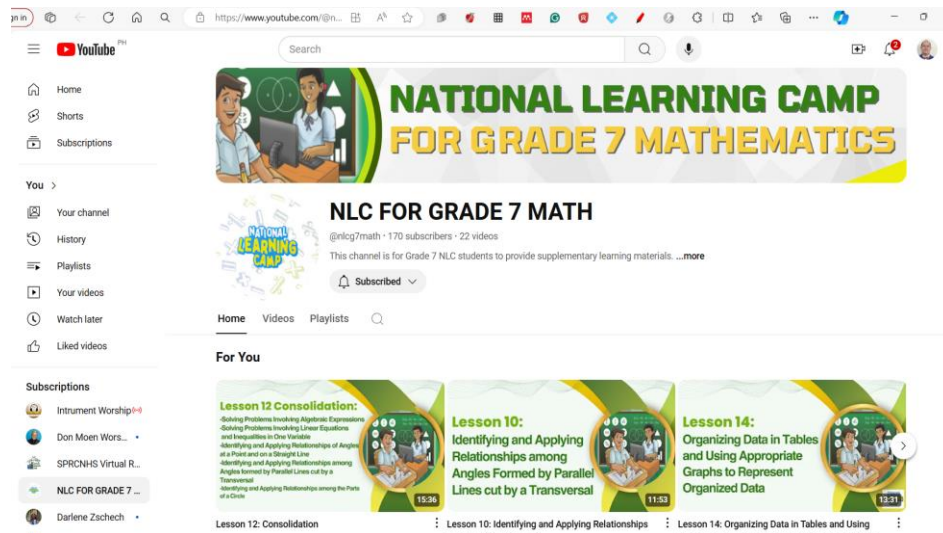 gn in)
https://www.youtube.com/@n...
YouTube PH
Search
2
Home
Shorts
Subscriptions
You >
Your channel
History
Playlists
Your videos
Watch later
Liked videos
Subscriptions
Intrument Worship
Don Moen Wors...
SPRCNHS Virtual R...
NLC FOR GRADE 7 ...
Darlene Zschech
NATIONAL LEARNING CAMP
FOR GRADE 7 MATHEMATICS
NATIONAL
LEARNING
CAMP
NLC FOR GRADE 7 MATH
@nlcg7math · 170 subscribers · 22 videos
This channel is for Grade 7 NLC students to provide supplementary learning materials. ...more
Subscribed
Home Videos Playlists
For You
Lesson 12 Consolidation:
-Solving Problems Involving Algebraic Expressions
-Solving Problems Involving Linear Equations
and Inequalities in One Variable
-Identifying and Applying Relationships of Angles
at a Point and on a Straight Line
-Identifying and Applying Relationships among
Angles formed by Parallel Lines cut by a
Transversal
-Identifying and Applying Relationships among the Parts
of a Circle
15:36
Lesson 12: Consolidation
Lesson 10:
Identifying and Applying
Relationships among
Angles Formed by Parallel
Lines cut by a Transversal
11:53
Lesson 10: Identifying and Applying Relationships
Lesson 14:
Organizing Data in Tables
and Using Appropriate
Graphs to Represent
Organized Data
13:31
Lesson 14: Organizing Data in Tables and Using